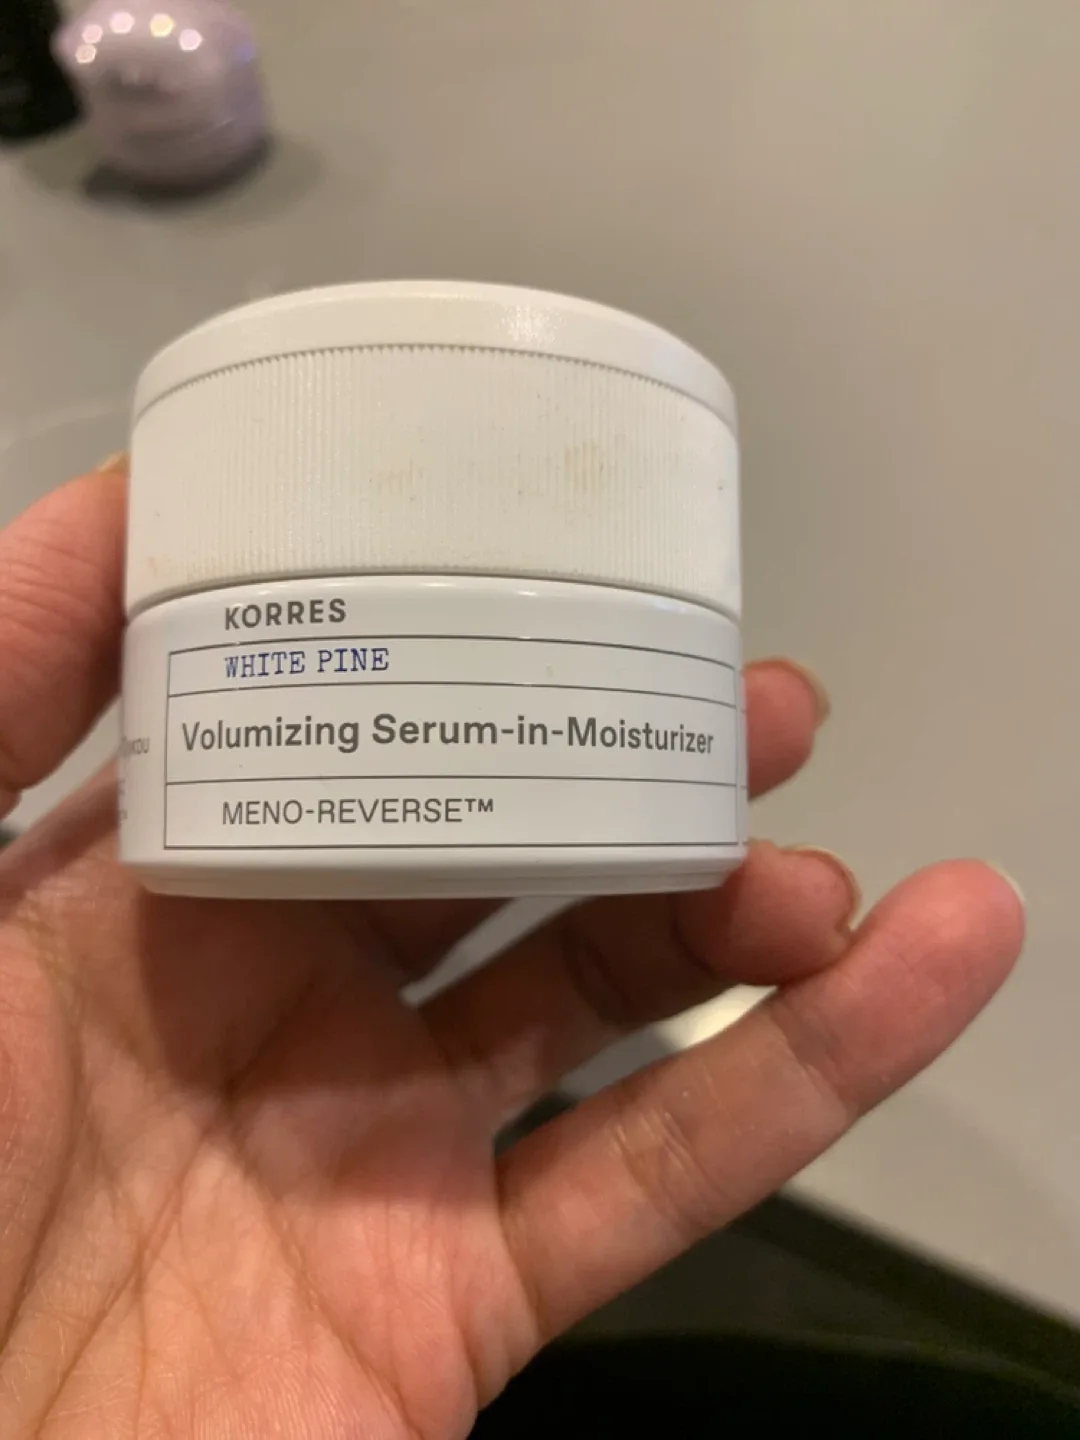 KORRES
WHITE PINE
Volumizing Serum-in-Moisturizer
MENO-REVERSE™